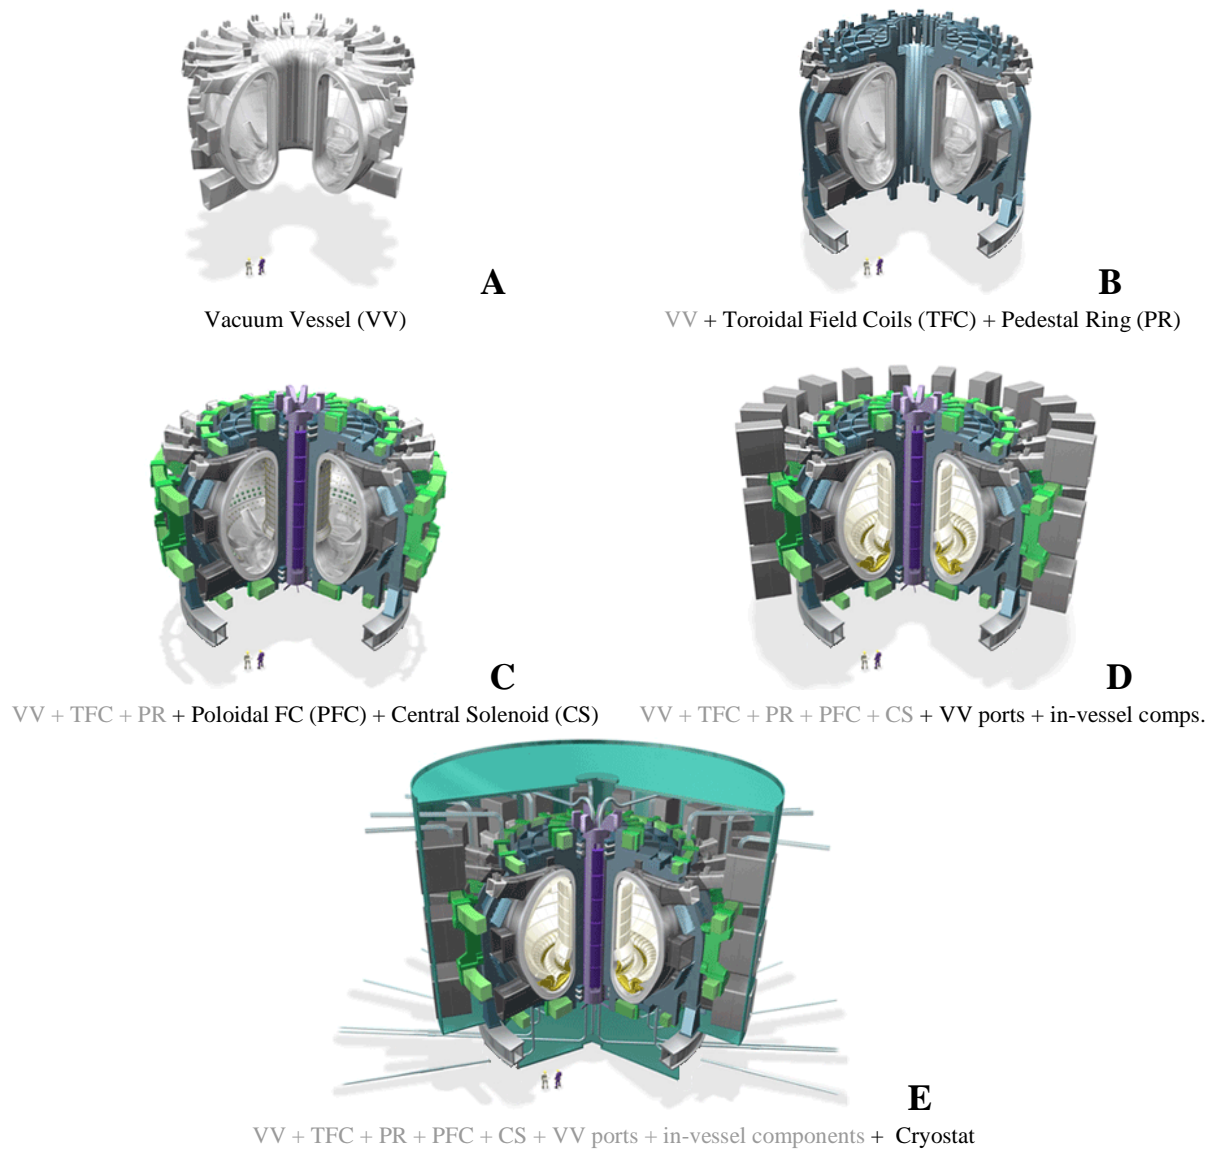 A
B
Vacuum Vessel (VV)
VV + Toroidal Field Coils (TFC) + Pedestal Ring (PR)
C
D
VV + TFC + PR + Poloidal FC (PFC) + Central Solenoid (CS)
VV + TFC + PR + PFC + CS + VV ports + in-vessel comps.
E
VV + TFC + PR + PFC + CS + VV ports + in-vessel components + Cryostat